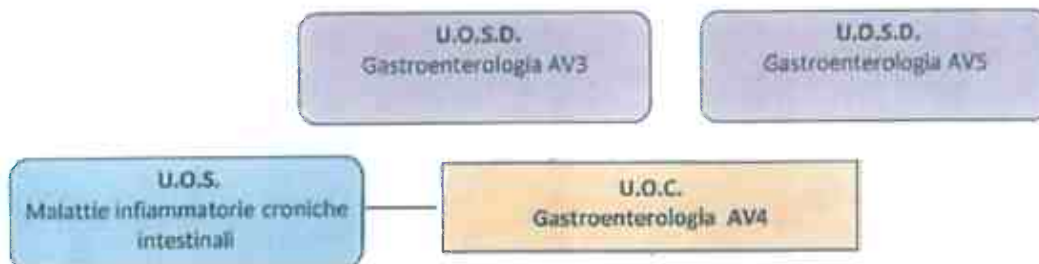 U.O.S.D.
Gastroenterologia AV3
U.O.S.D.
Gastroenterologia AV5
U.O.S.
Malattie infiammatorie croniche
intestinali
U.O.C.
Gastroenterologia AV4